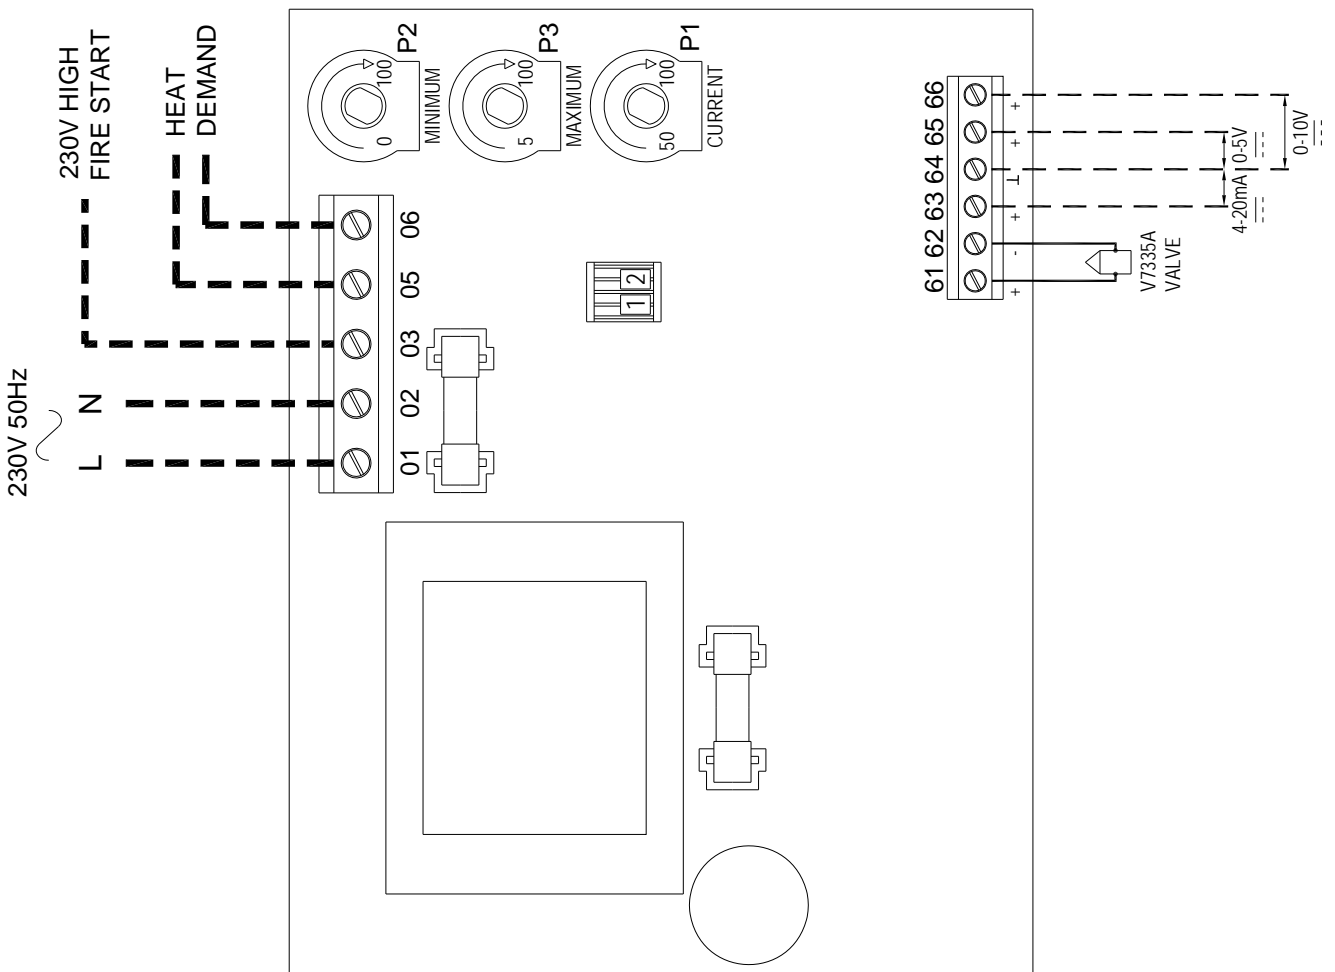 230V 50Hz
L
N
230V HIGH
FIRE START
HEAT
DEMAND
01
02
03
05
06
P2
0
100
MINIMUM
P3
5
100
MAXIMUM
P1
50
100
CURRENT
1
2
61
62
63
64
65
66
+
-
+
⊥
+
+
V7335A
VALVE
4-20mA
0-5V
0-10V